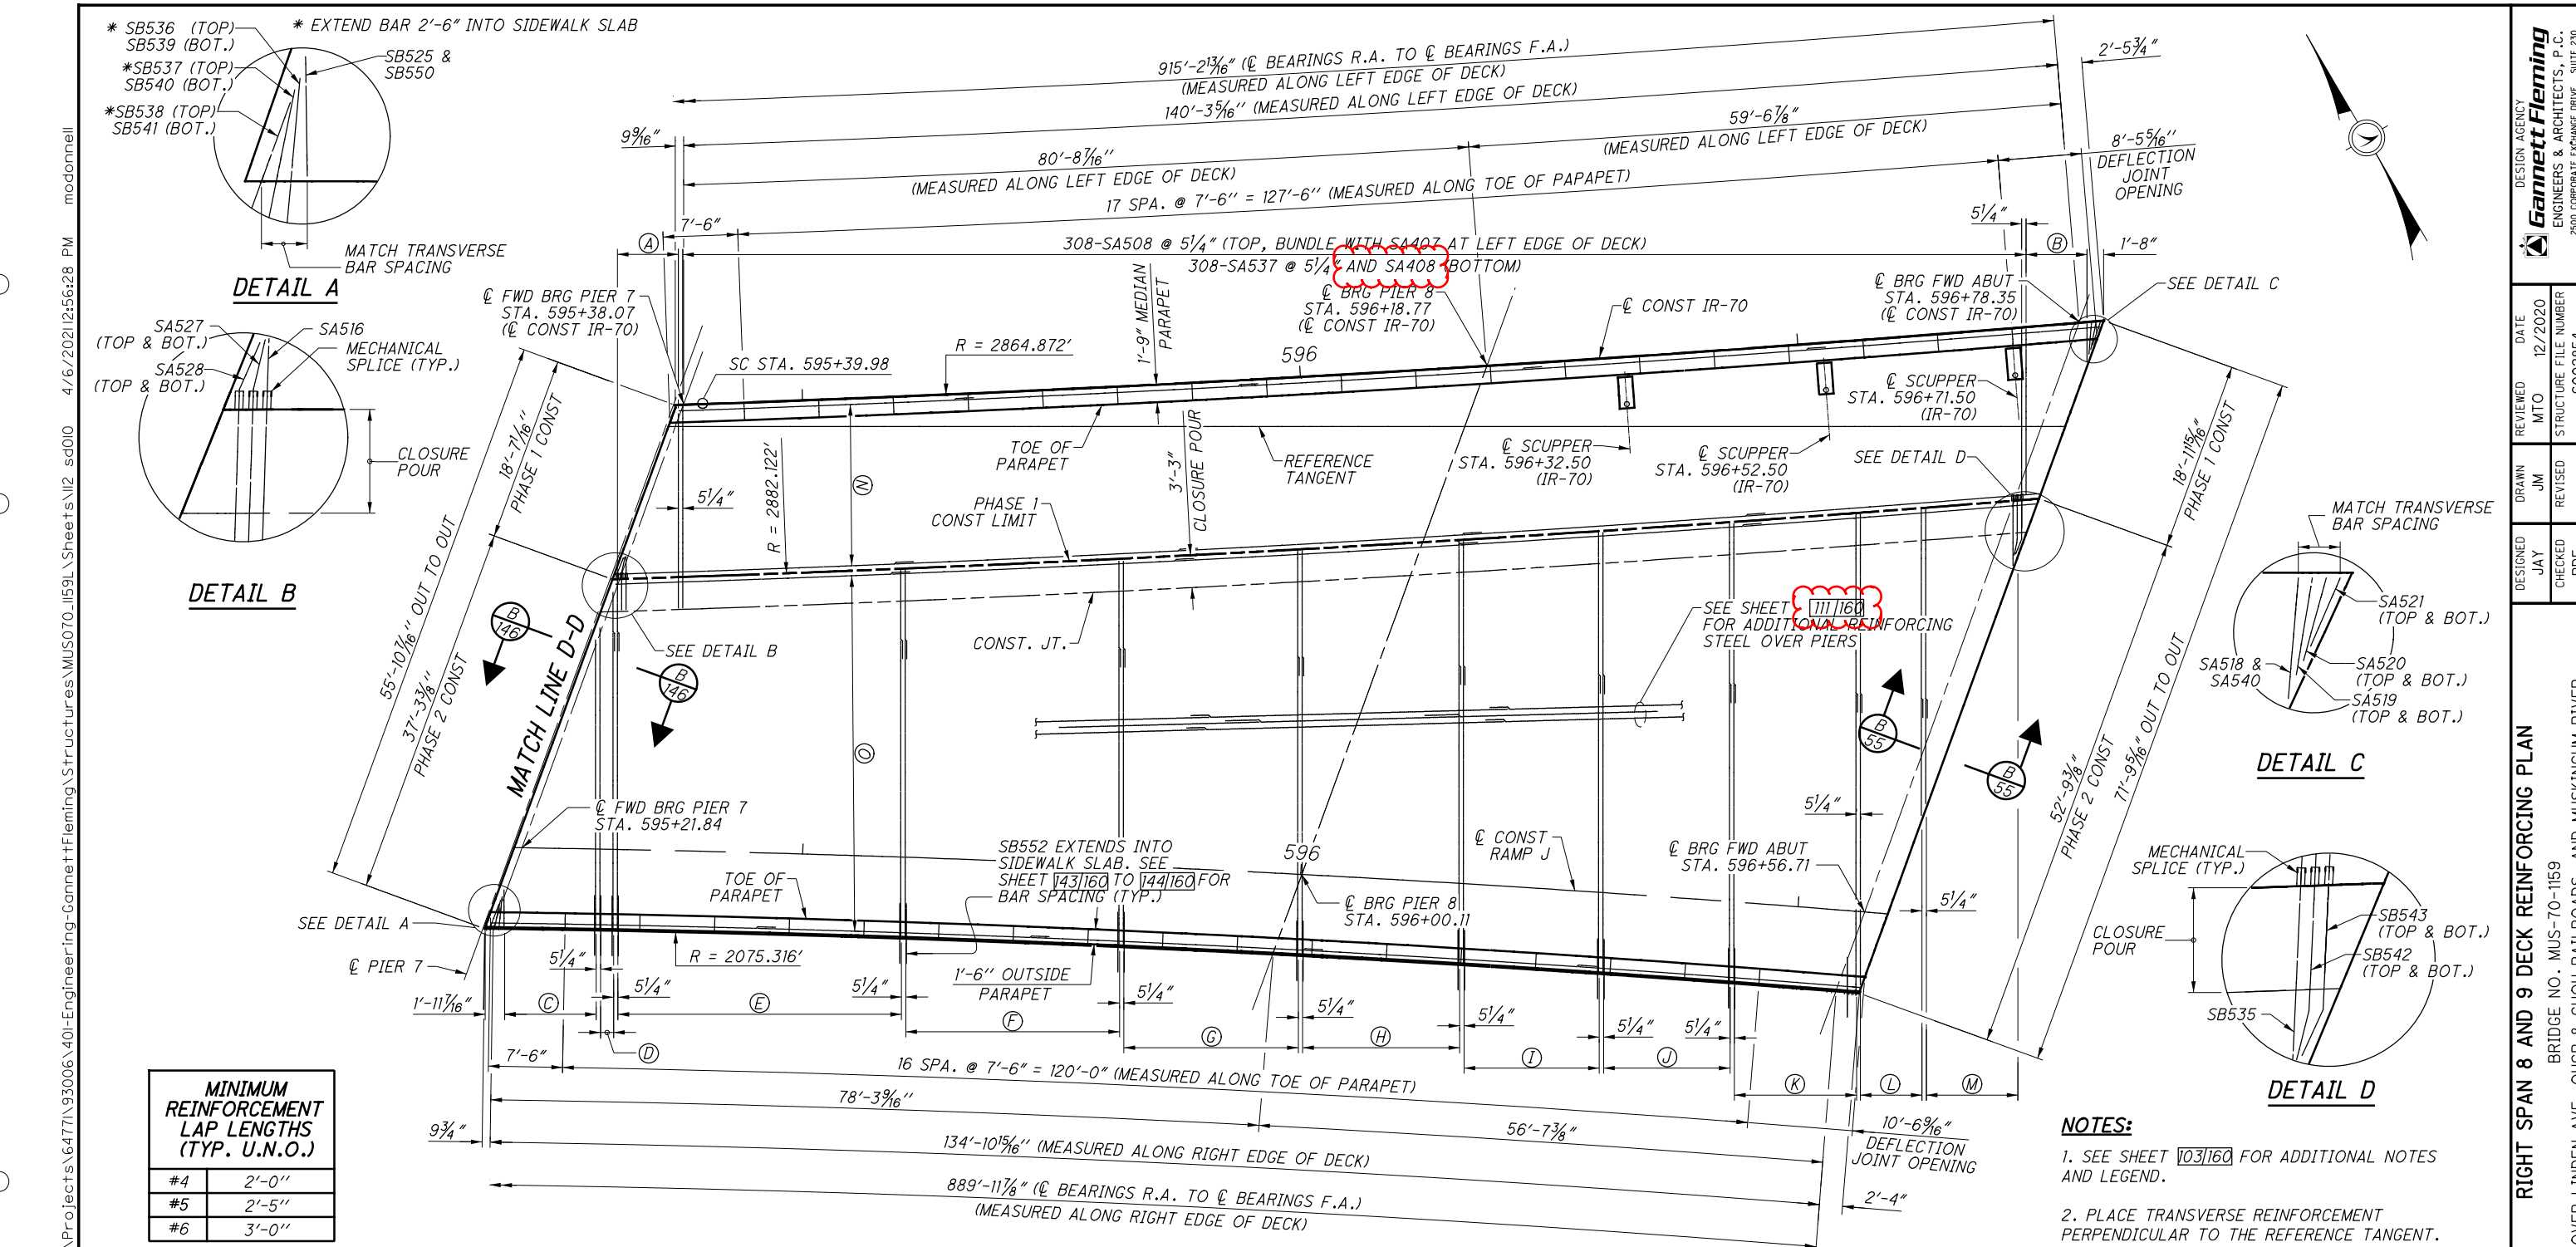 * SB536 (TOP)
SB539 (BOT.)
*SB537 (TOP)
SB540 (BOT.)
*SB538 (TOP)
SB541 (BOT.)
* EXTEND BAR 2'-6" INTO SIDEWALK SLAB
SB525 &
SB550
MATCH TRANSVERSE
BAR SPACING
DETAIL A
SA527
(TOP & BOT.)
SA528
(TOP & BOT.)
SA516
MECHANICAL
SPLICE (TYP.)
CLOSURE
POUR
DETAIL B
915'-2 13/16" (℄ BEARINGS R.A. TO ℄ BEARINGS F.A.)
(MEASURED ALONG LEFT EDGE OF DECK)
140'-3 5/16" (MEASURED ALONG LEFT EDGE OF DECK)
2'-5 3/4"
9 9/16"
80'-8 7/16"
(MEASURED ALONG LEFT EDGE OF DECK)
59'-6 7/8"
(MEASURED ALONG LEFT EDGE OF DECK)
8'-5 5/16"
DEFLECTION
JOINT
OPENING
17 SPA. @ 7'-6" = 127'-6" (MEASURED ALONG TOE OF PAPAPET)
7'-6"
5 1/4"
A
308-SA508 @ 5 1/4" (TOP, BUNDLE WITH SA407 AT LEFT EDGE OF DECK)
308-SA537 @ 5 1/4" AND SA408 (BOTTOM)
B
1'-8"
℄ FWD BRG PIER 7
STA. 595+38.07
(℄ CONST IR-70)
1'-9" MEDIAN
PARAPET
℄ BRG PIER 8
STA. 596+18.77
(℄ CONST IR-70)
℄ CONST IR-70
℄ BRG FWD ABUT
STA. 596+78.35
(℄ CONST IR-70)
SEE DETAIL C
SC STA. 595+39.98
R = 2864.872'
596
18'-7 1/16"
PHASE 1 CONST
℄ SCUPPER
STA. 596+71.50
(IR-70)
TOE OF
PARAPET
3'-3"
CLOSURE POUR
REFERENCE
TANGENT
℄ SCUPPER
STA. 596+32.50
(IR-70)
℄ SCUPPER
STA. 596+52.50
(IR-70)
SEE DETAIL D
18'-11 15/16"
PHASE 1 CONST
R = 2882.122'
N
5 1/4"
PHASE 1
CONST LIMIT
55'-10 7/16" OUT TO OUT
37'-3 3/8"
PHASE 2 CONST
B
146
MATCH LINE D-D
SEE DETAIL B
B
146
CONST. JT.
SEE SHEET 111/160
FOR ADDITIONAL REINFORCING
STEEL OVER PIERS
O
B
55
B
55
52'-9 3/8"
PHASE 2 CONST
71'-9 5/16" OUT TO OUT
MATCH TRANSVERSE
BAR SPACING
SA521
(TOP & BOT.)
SA518 &
SA540
SA520
(TOP & BOT.)
SA519
(TOP & BOT.)
DETAIL C
℄ FWD BRG PIER 7
STA. 595+21.84
SB552 EXTENDS INTO
SIDEWALK SLAB. SEE
SHEET 143/160 TO 144/160 FOR
BAR SPACING (TYP.)
TOE OF
PARAPET
596
℄ CONST
RAMP J
5 1/4"
℄ BRG FWD ABUT
STA. 596+56.71
℄ BRG PIER 8
STA. 596+00.11
5 1/4"
SEE DETAIL A
℄ PIER 7
R = 2075.316'
1'-6" OUTSIDE
PARAPET
MECHANICAL
SPLICE (TYP.)
SB543
(TOP & BOT.)
CLOSURE
POUR
SB542
(TOP & BOT.)
SB535
DETAIL D
1'-11 7/16"
5 1/4"
C
5 1/4"
E
5 1/4"
5 1/4"
F
5 1/4"
5 1/4"
5 1/4"
5 1/4"
D
G
H
I
J
K
L
M
7'-6"
16 SPA. @ 7'-6" = 120'-0" (MEASURED ALONG TOE OF PARAPET)
78'-3 9/16"
56'-7 3/8"
10'-6 9/16"
DEFLECTION
JOINT OPENING
9 3/4"
134'-10 15/16" (MEASURED ALONG RIGHT EDGE OF DECK)
889'-11 7/8" (℄ BEARINGS R.A. TO ℄ BEARINGS F.A.)
(MEASURED ALONG RIGHT EDGE OF DECK)
2'-4"
MINIMUM
REINFORCEMENT
LAP LENGTHS
(TYP. U.N.O.)
#4 2'-0"
#5 2'-5"
#6 3'-0"
NOTES:
1. SEE SHEET 103/160 FOR ADDITIONAL NOTES
AND LEGEND.
2. PLACE TRANSVERSE REINFORCEMENT
PERPENDICULAR TO THE REFERENCE TANGENT.
DESIGN AGENCY
Gannett Fleming
ENGINEERS & ARCHITECTS, P.C.
2500 CORPORATE EXCHANGE DRIVE, SUITE 230
DESIGNED
JAY
DRAWN
JM
REVIEWED
MTO
DATE
12/2020
CHECKED
REVISED
STRUCTURE FILE NUMBER
RIGHT SPAN 8 AND 9 DECK REINFORCING PLAN
BRIDGE NO. MUS-70-1159
\Projects\64771\93006\401-Engineering-GannettFleming\Structures\MUS070_1159L\Sheets\112 sd010 4/6/2021 12:56:28 PM modonnell